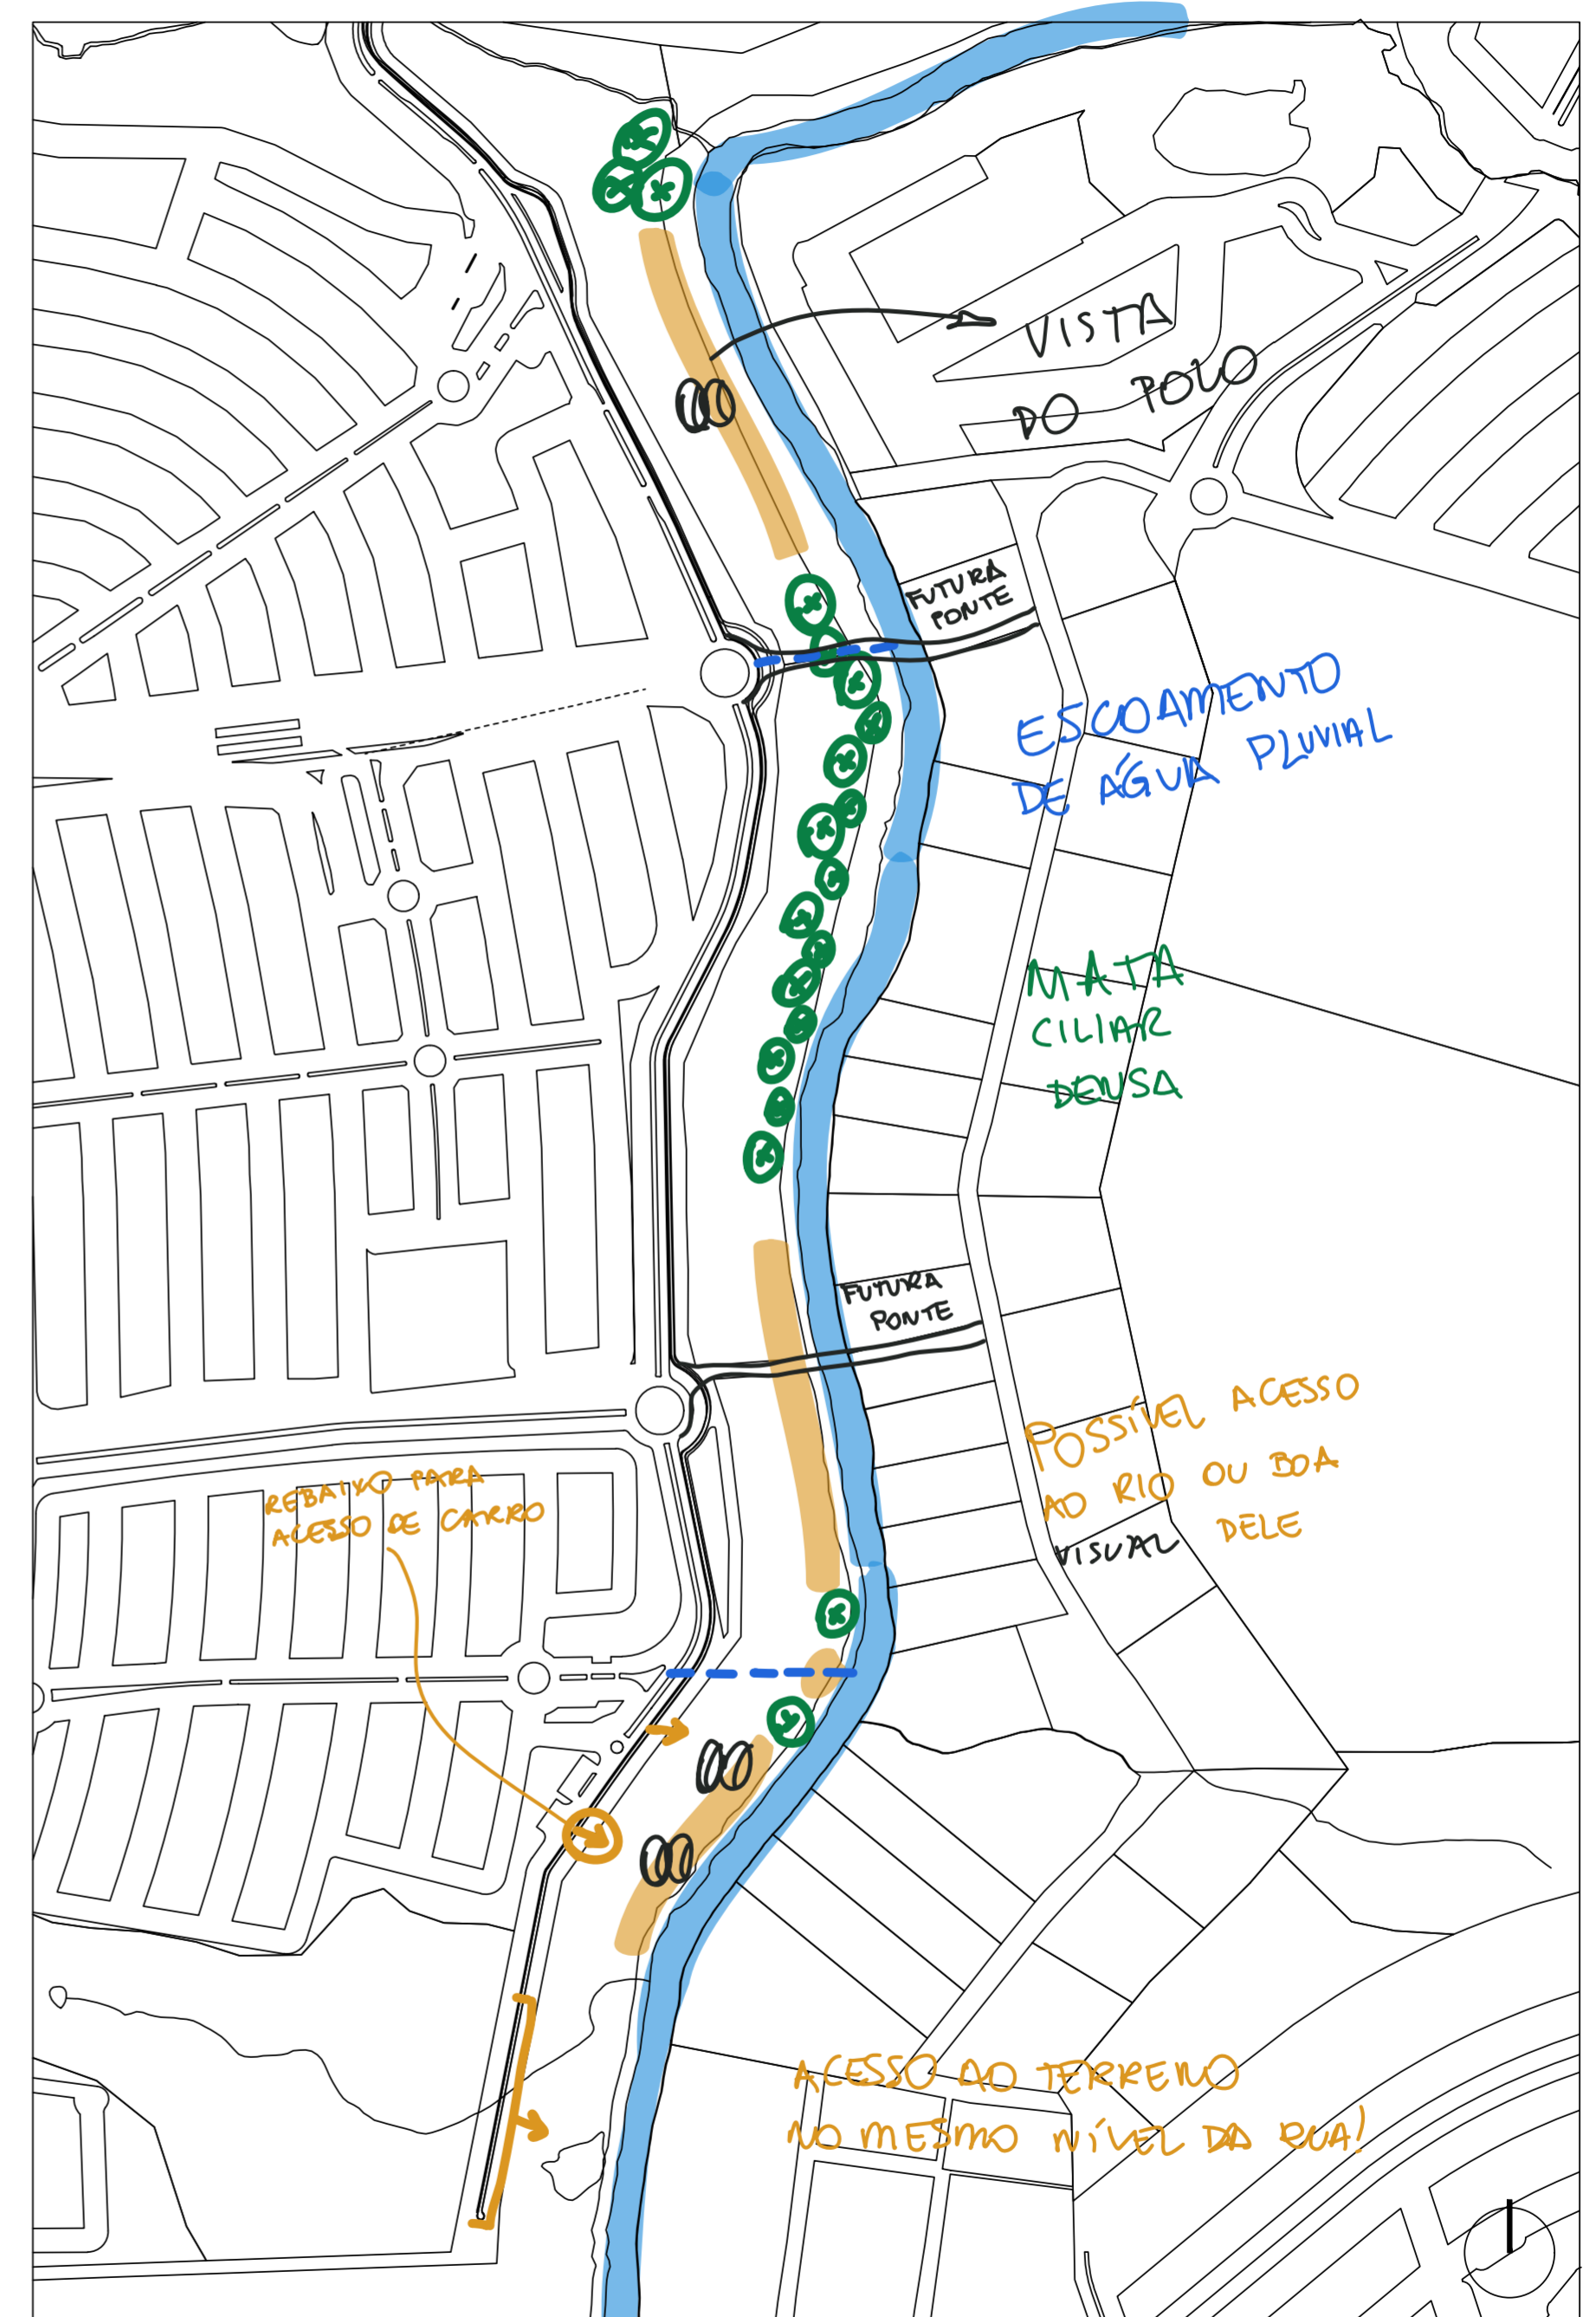 VISTA
DO POLO
FUTURA
PONTE
ESCOAMENTO
DE ÁGUA PLUVIAL
MATA
CILIAR
DENSA
FUTURA
PONTE
POSSÍVEL ACESSO
AO RIO OU BOA
VISUAL DELE
REBAIXO PARA
ACESSO DE CARRO
ACESSO AO TERRENO
NO MESMO NÍVEL DA RUA!